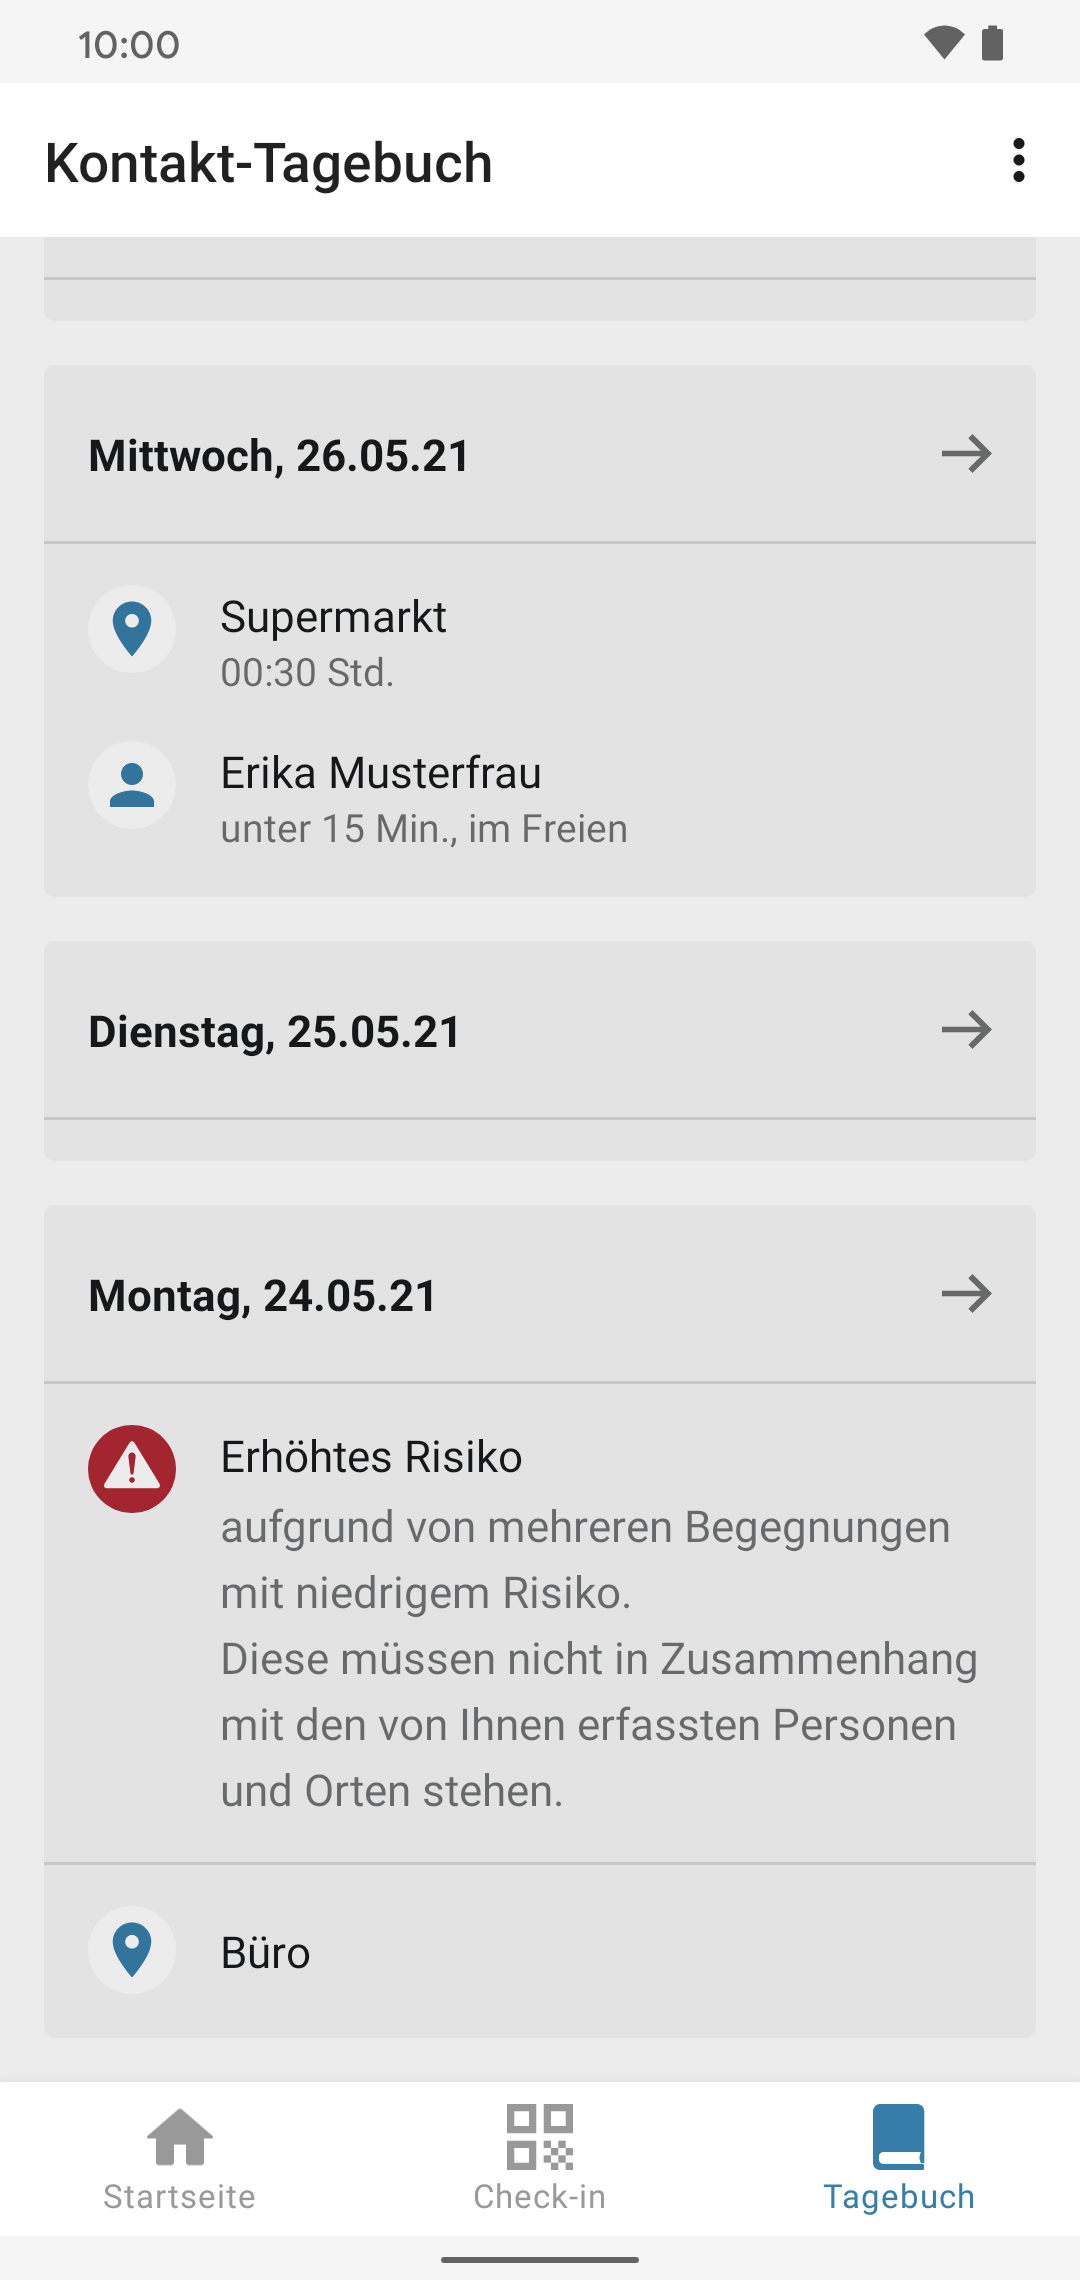 10:00
Kontakt-Tagebuch
Mittwoch, 26.05.21
Supermarkt
00:30 Std.
Erika Musterfrau
unter 15 Min., im Freien
Dienstag, 25.05.21
Montag, 24.05.21
Erhöhtes Risiko
aufgrund von mehreren Begegnungen
mit niedrigem Risiko.
Diese müssen nicht in Zusammenhang
mit den von Ihnen erfassten Personen
und Orten stehen.
Büro
Startseite
Check-in
Tagebuch